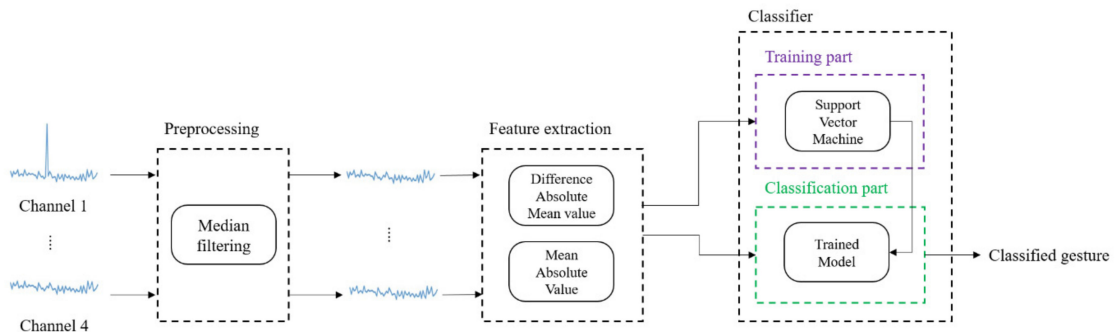 Classifier
Training part
Support
Vector
Machine
Preprocessing
Feature extraction
Channel 1
Median
filtering
Difference
Absolute
Mean value
Mean
Absolute
Value
Classification part
Trained
Model
Classified gesture
Channel 4